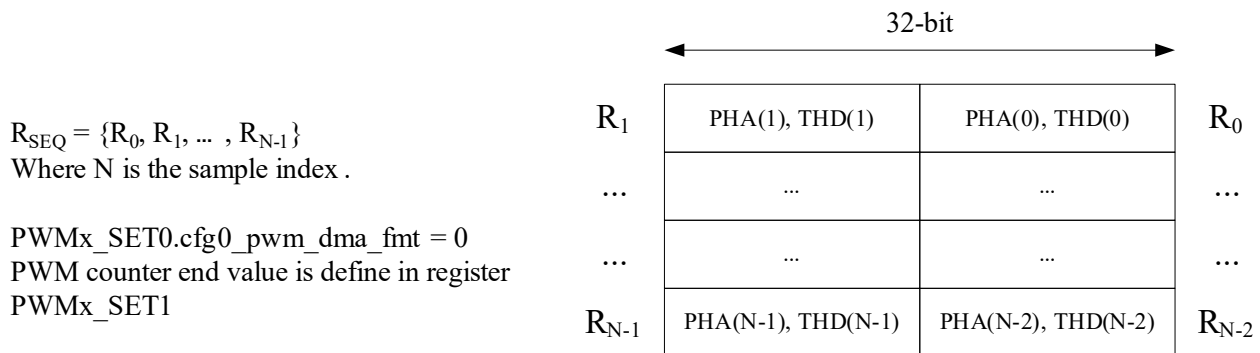 32-bit
R_SEQ = {R_0, R_1, ... , R_N-1}
Where N is the sample index .
PWMx_SET0.cfg0_pwm_dma_fmt = 0
PWM counter end value is define in register
PWMx_SET1
R_1 PHA(1), THD(1) PHA(0), THD(0) R_0
... ... ... ...
... ... ... ...
R_N-1 PHA(N-1), THD(N-1) PHA(N-2), THD(N-2) R_N-2